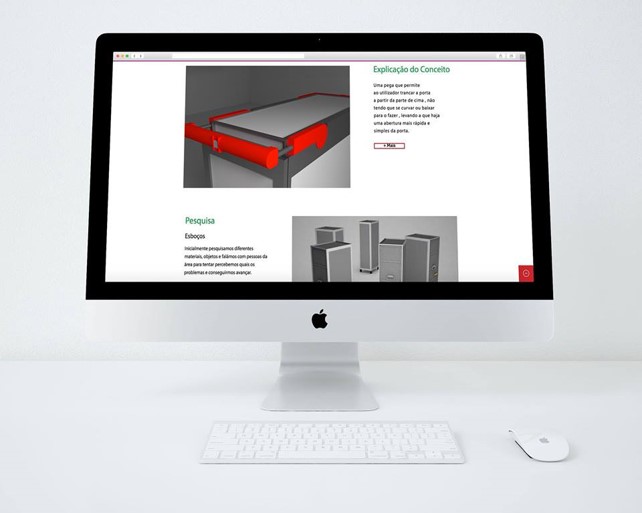 Explicação do Conceito
Uma pega que permite
ao utilizador trancar a porta
a partir da parte de cima , não
tendo que se curvar ou baixar
para o fazer , levando a que haja
uma abertura mais rápida e
simples da porta.
+ Mais
Pesquisa
Esboços
Inicialmente pesquisamos diferentes
materiais, objetos e falámos com pessoas da
área para tentar percebemos quais os
problemas e conseguirmos avançar.